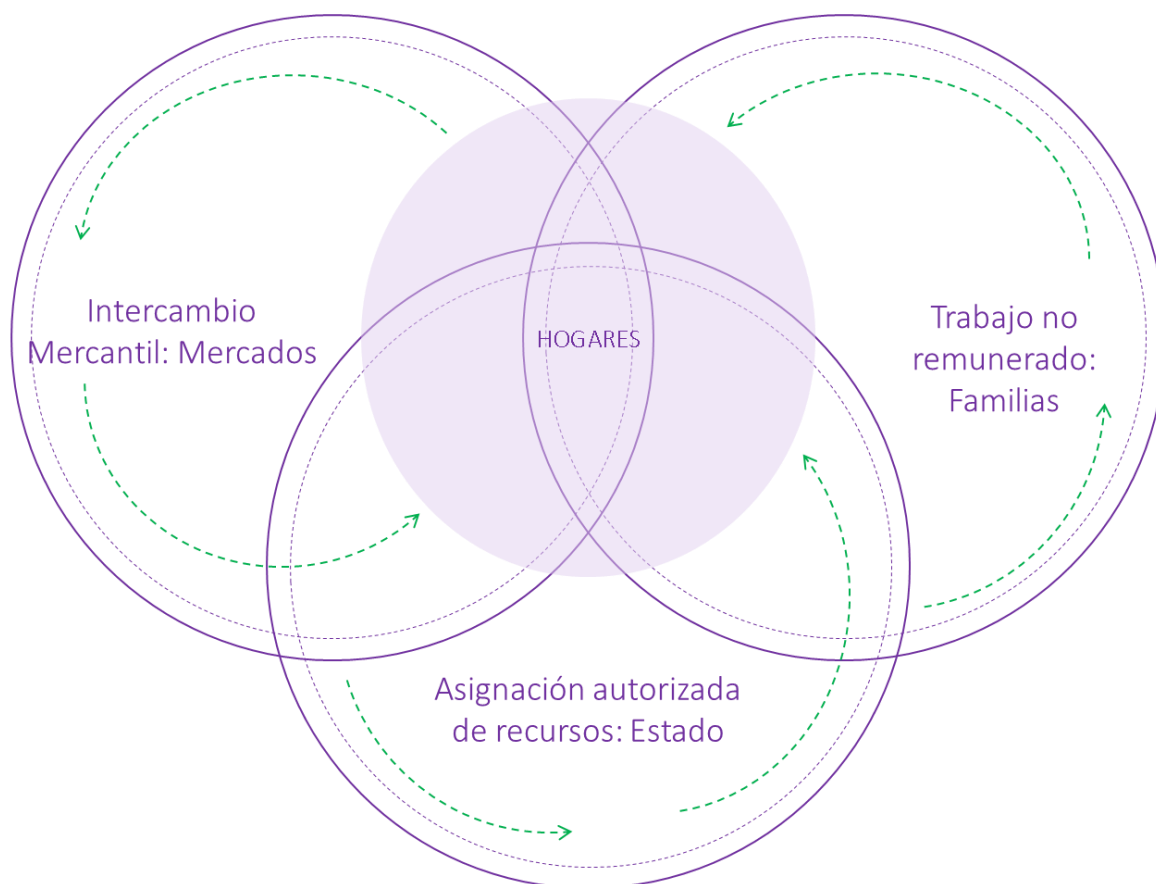 Intercambio
Mercantil: Mercados
HOGARES
Trabajo no
remunerado:
Familias
Asignación autorizada
de recursos: Estado